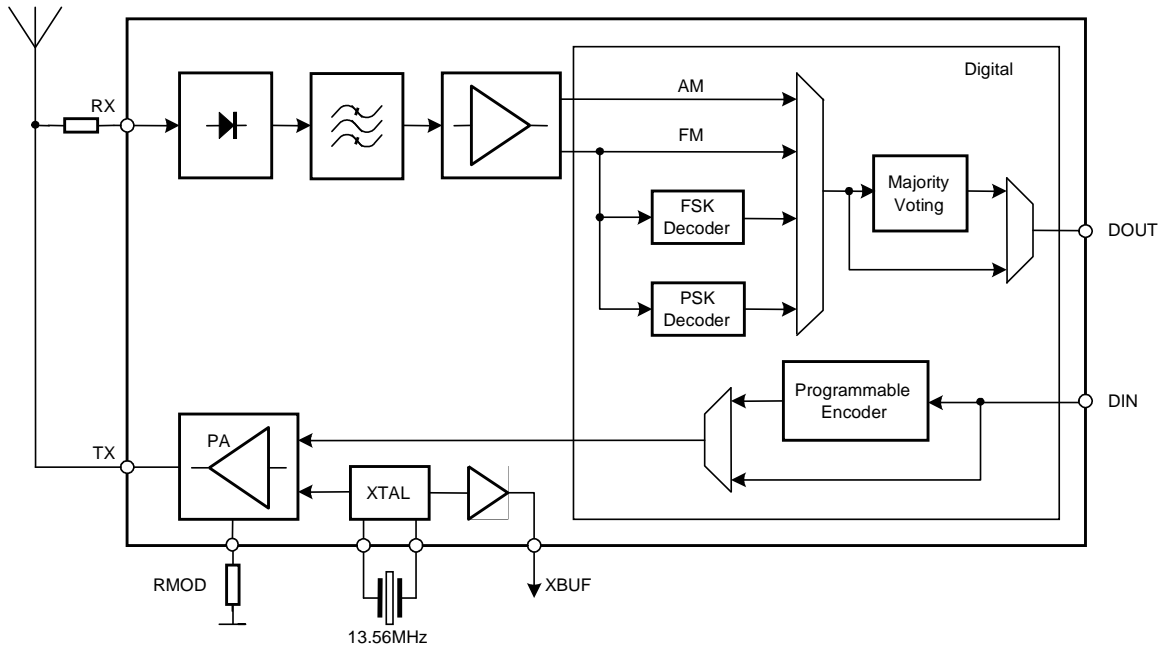 Digital
RX
AM
FM
FSK
Decoder
PSK
Decoder
Majority
Voting
DOUT
Programmable
Encoder
DIN
TX
PA
XTAL
RMOD
XBUF
13.56MHz